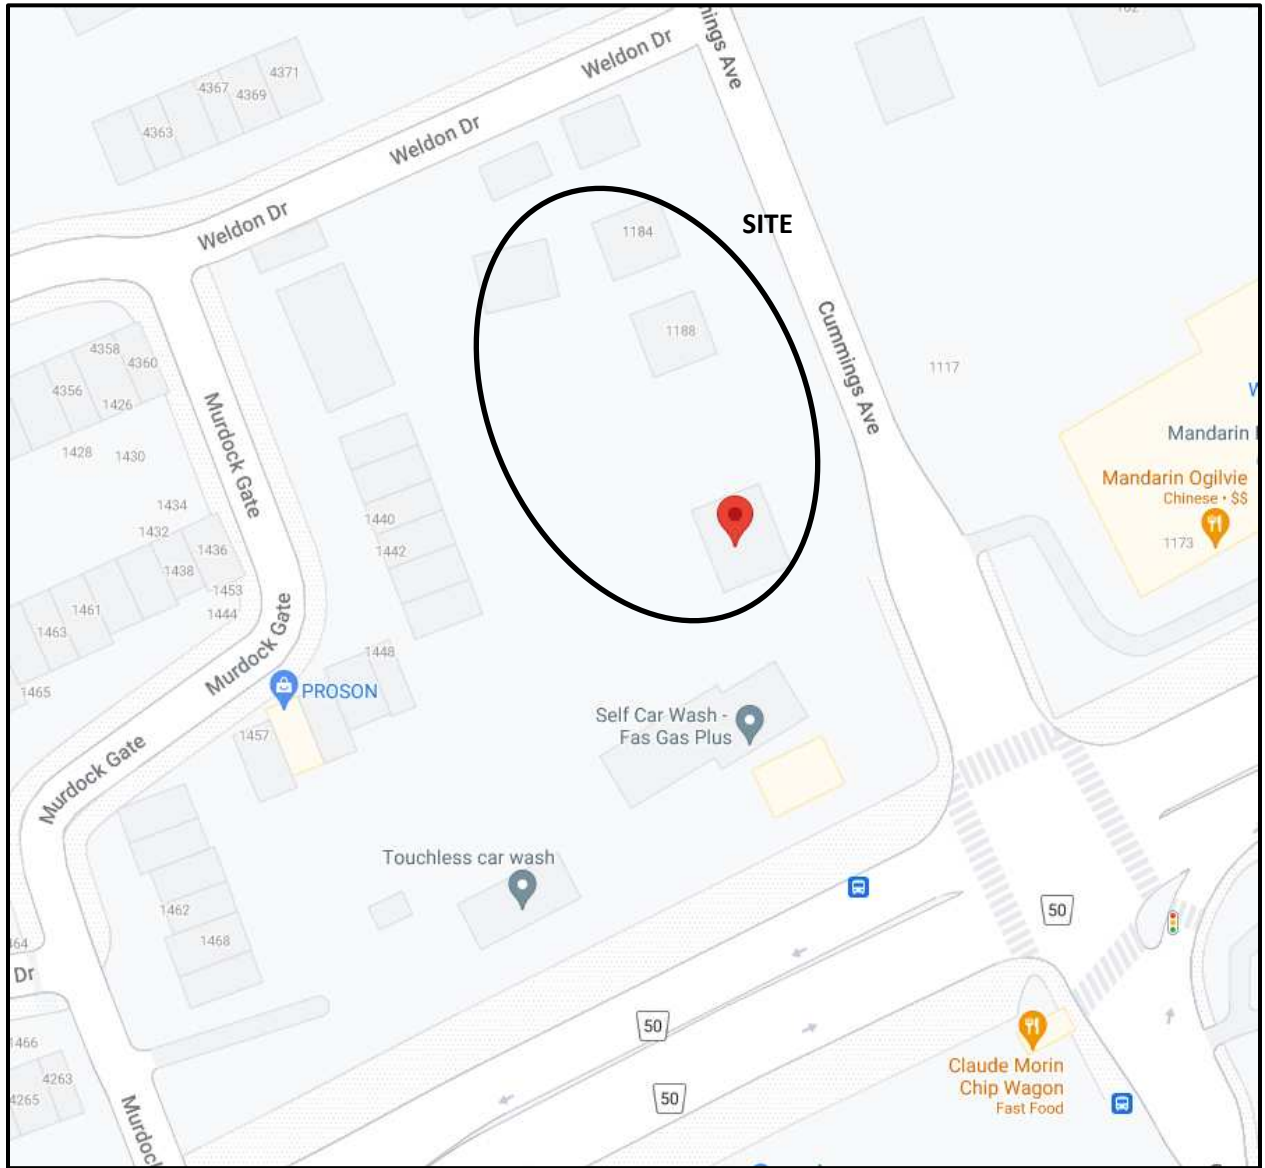 4371
4367
4369
4363
Weldon Dr
Weldon Dr
Weldon Dr
SITE
1184
1188
4358
4360
4356
1426
1428
1430
1434
1432
1436
1438
1453
1444
1461
1463
1465
Murdock Gate
Cummings Ave
1117
Mandarin
Mandarin Ogilvie
Chinese • $$
1173
1440
1442
1448
Murdock Gate
PROSON
1457
Murdock Gate
Self Car Wash -
Fas Gas Plus
Touchless car wash
1462
1468
50
Dr
50
50
1466
4263
4265
Claude Morin
Chip Wagon
Fast Food